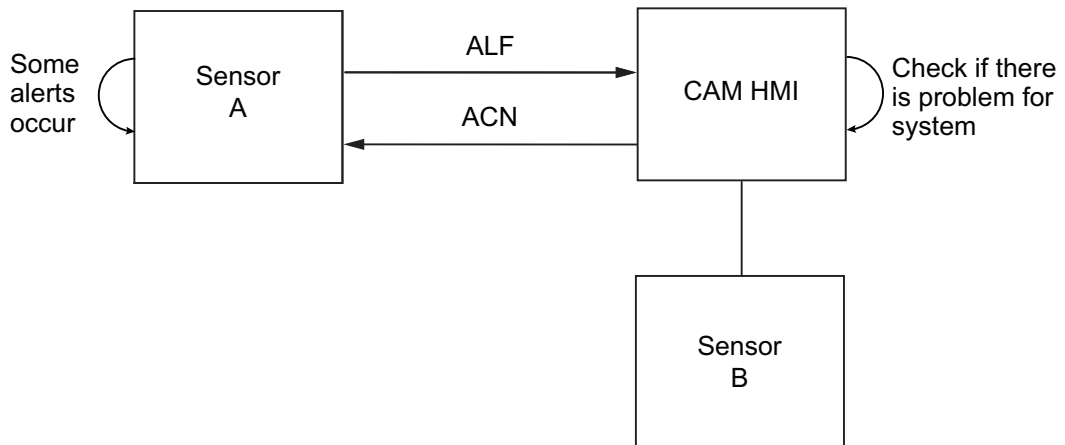 Some
alerts
occur
Sensor
A
ALF
ACN
CAM HMI
Check if there
is problem for
system
Sensor
B